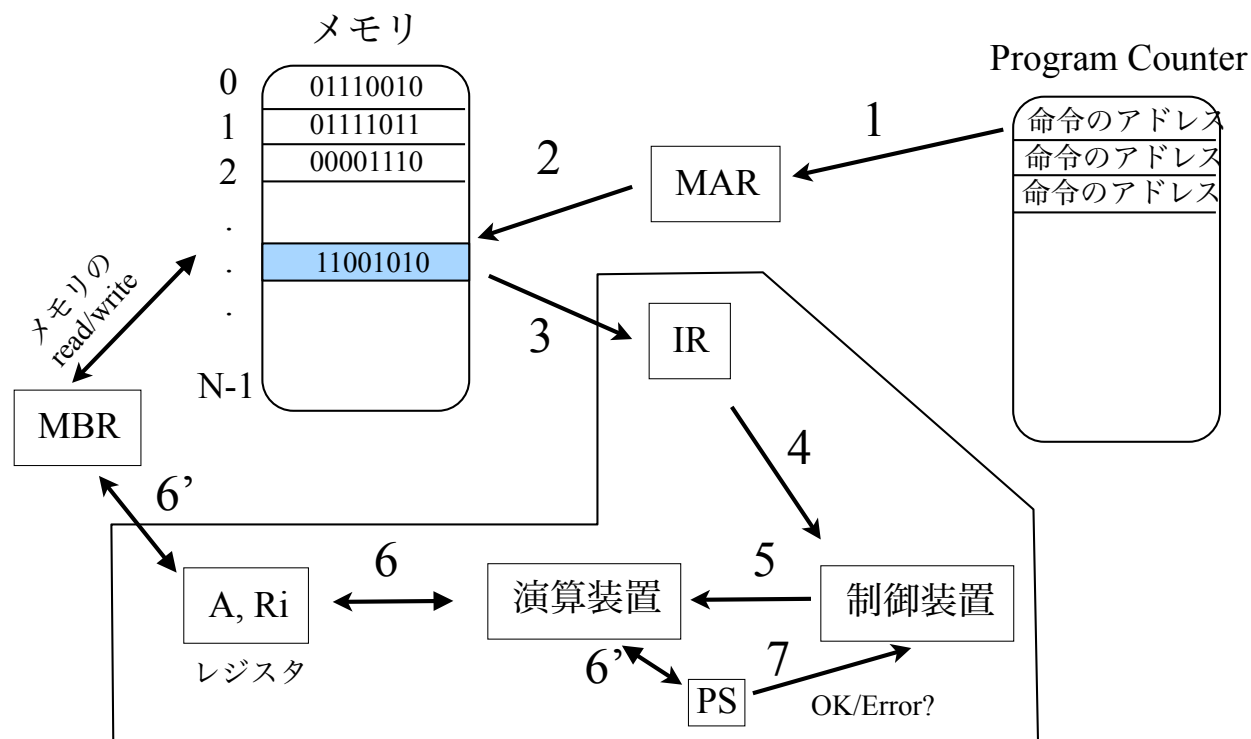 メモリ
Program Counter
0
01110010
1
01111011
2
00001110
.
.
11001010
.
N-1
命令のアドレス
命令のアドレス
命令のアドレス
1
MAR
2
3
IR
メモリの
read/write
MBR
4
6’
6
5
A, Ri
レジスタ
演算装置
制御装置
6’
7
PS
OK/Error?